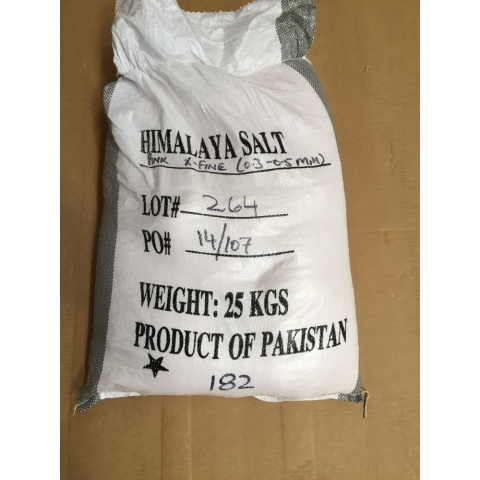 HIMALAYA SALT
PINK X-FINE (0.3-0.5 MM)
LOT# 264
PO# 14/107
WEIGHT: 25 KGS
PRODUCT OF PAKISTAN
182